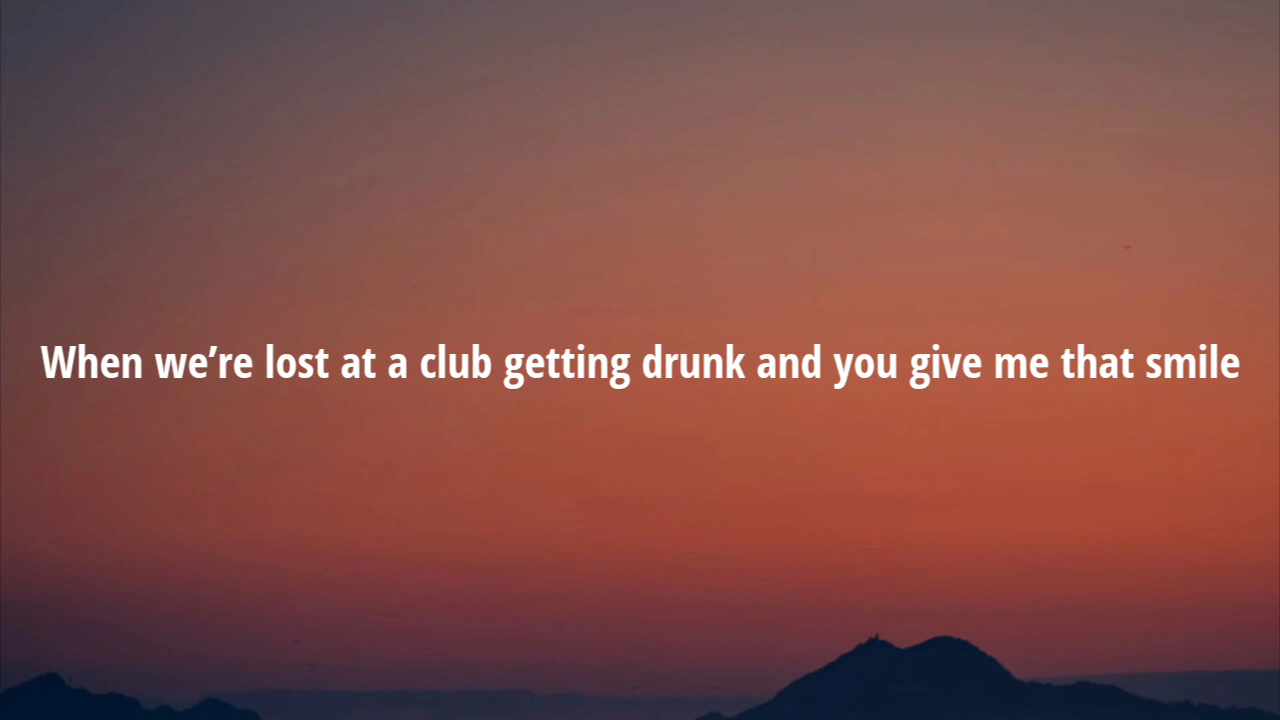 When we’re lost at a club getting drunk and you give me that smile